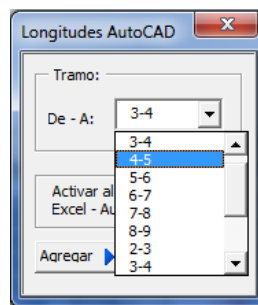 Longitudes AutoCAD
Tramo:
De - A: 3-4
3-4
4-5
5-6
6-7
7-8
8-9
2-3
3-4
Activar al
Excel - Au
Agregar